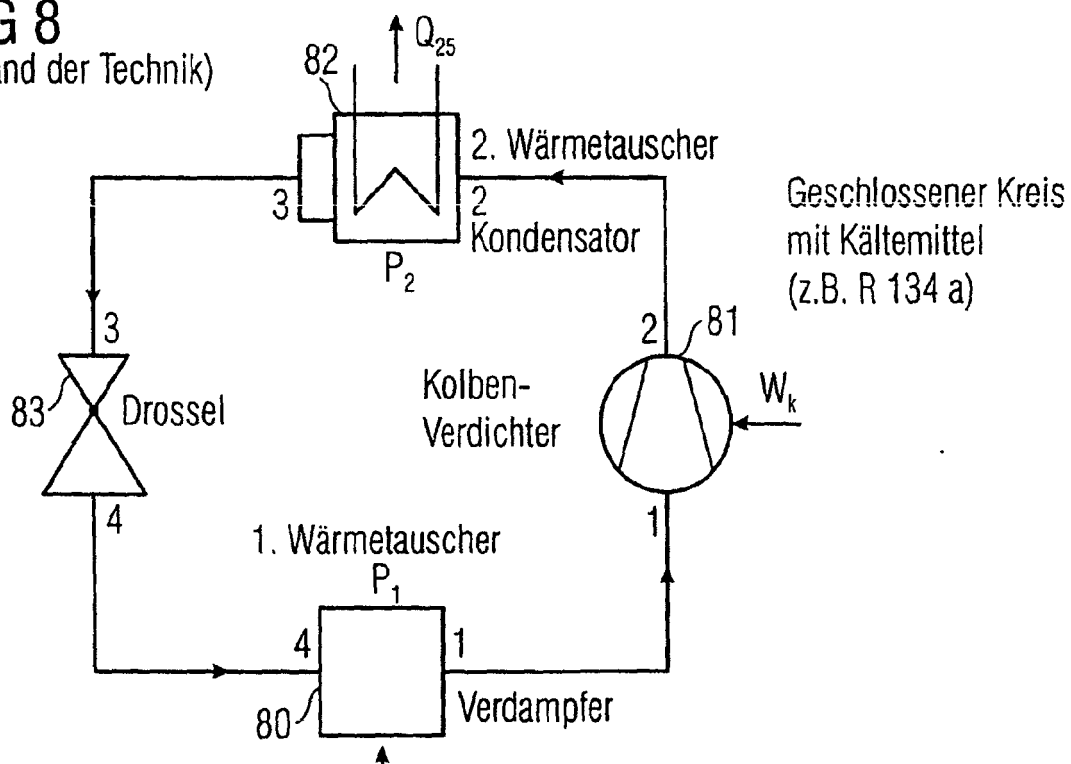 G 8
and der Technik)
Q25
82
2. Wärmetauscher
3
2
Kondensator
P2
Geschlossener Kreis
mit Kältemittel
(z.B. R 134 a)
3
2
81
83
Drossel
Kolben-
Verdichter
Wk
4
1
1. Wärmetauscher
P1
4
1
80
Verdampfer